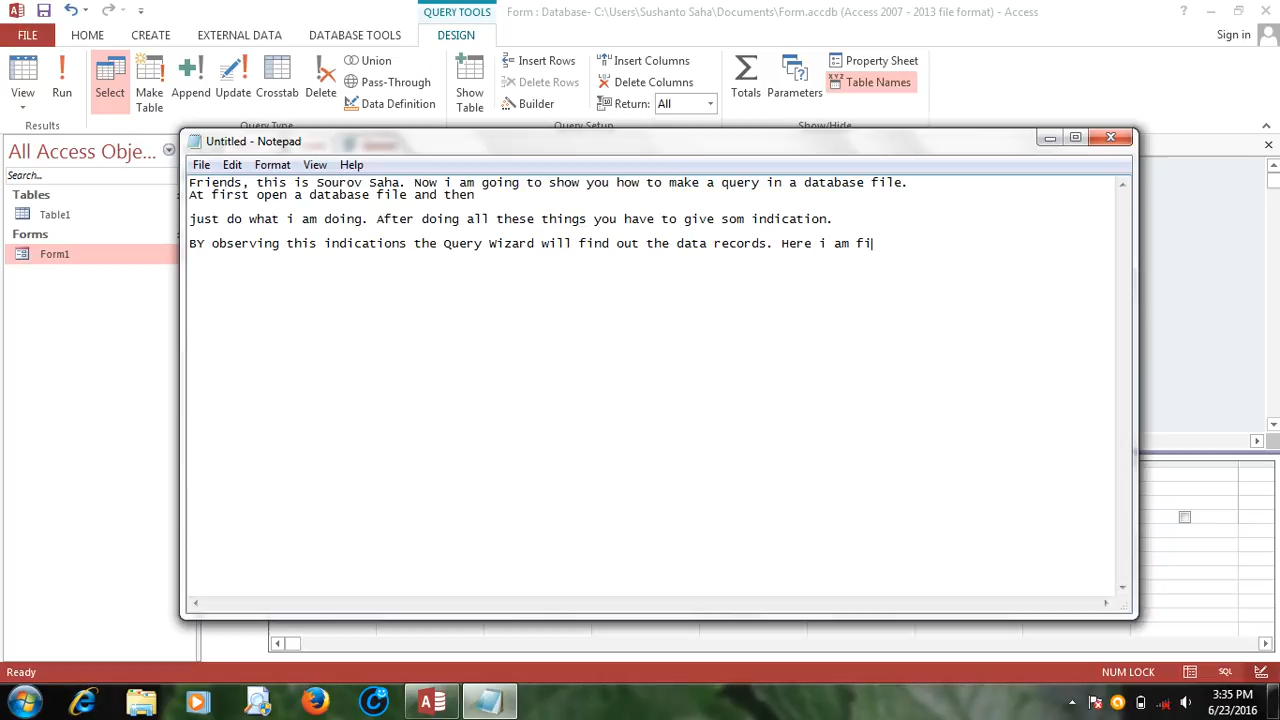 QUERY TOOLS
Form : Database- C:\Users\Sushanto Saha\Documents\Form.accdb (Access 2007 - 2013 file format) - Access
FILE HOME CREATE EXTERNAL DATA DATABASE TOOLS DESIGN Sign in
View
Run
Select
Make Table
Append
Update
Crosstab
Delete
Union
Pass-Through
Data Definition
Show Table
Insert Rows
Delete Rows
Builder
Insert Columns
Delete Columns
Return: All
Totals
Parameters
Property Sheet
XYZ Table Names
Results
Query Type
Query Setup
Show/Hide
All Access Obje...
Search...
Tables
Table1
Forms
Form1
Untitled - Notepad
File Edit Format View Help
Friends, this is Sourov Saha. Now i am going to show you how to make a query in a database file.
At first open a database file and then
just do what i am doing. After doing all these things you have to give som indication.
BY observing this indications the Query Wizard will find out the data records. Here i am fi
Ready
NUM LOCK
SQL
3:35 PM
6/23/2016